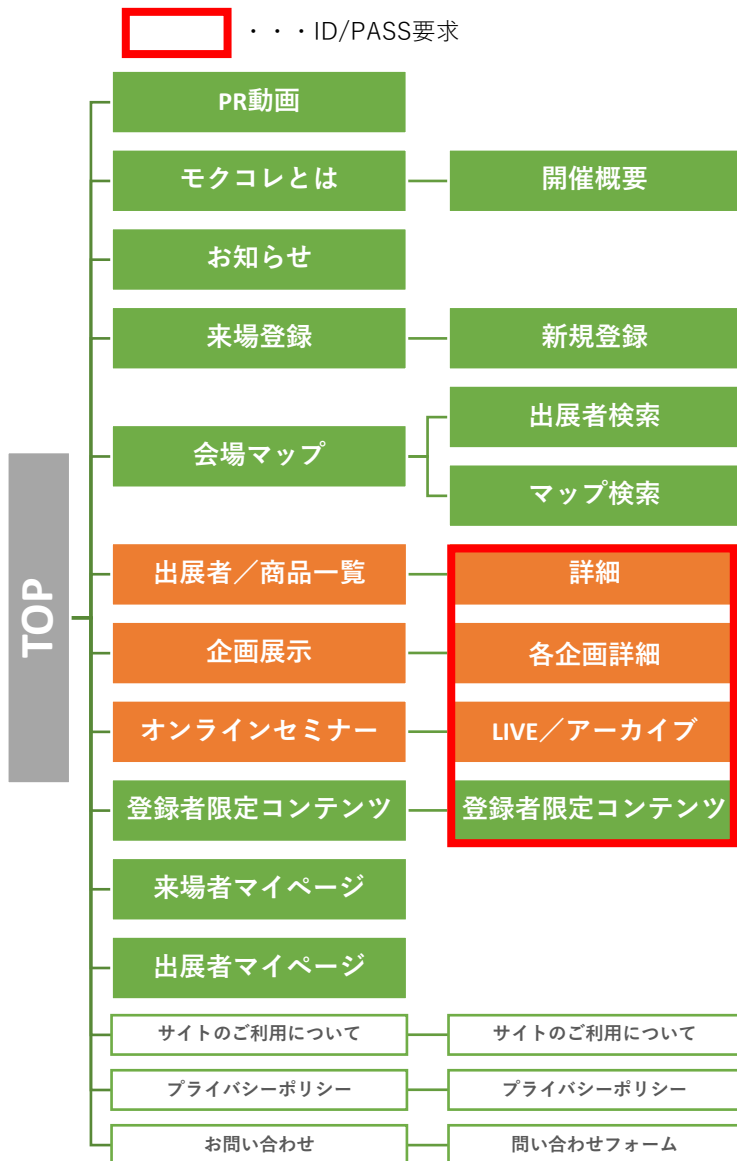 ・・・ID/PASS要求
PR動画
モクコレとは
開催概要
お知らせ
来場登録
新規登録
会場マップ
出展者検索
マップ検索
TOP
出展者／商品一覧
詳細
企画展示
各企画詳細
オンラインセミナー
LIVE／アーカイブ
登録者限定コンテンツ
登録者限定コンテンツ
来場者マイページ
出展者マイページ
サイトのご利用について
サイトのご利用について
プライバシーポリシー
プライバシーポリシー
お問い合わせ
問い合わせフォーム